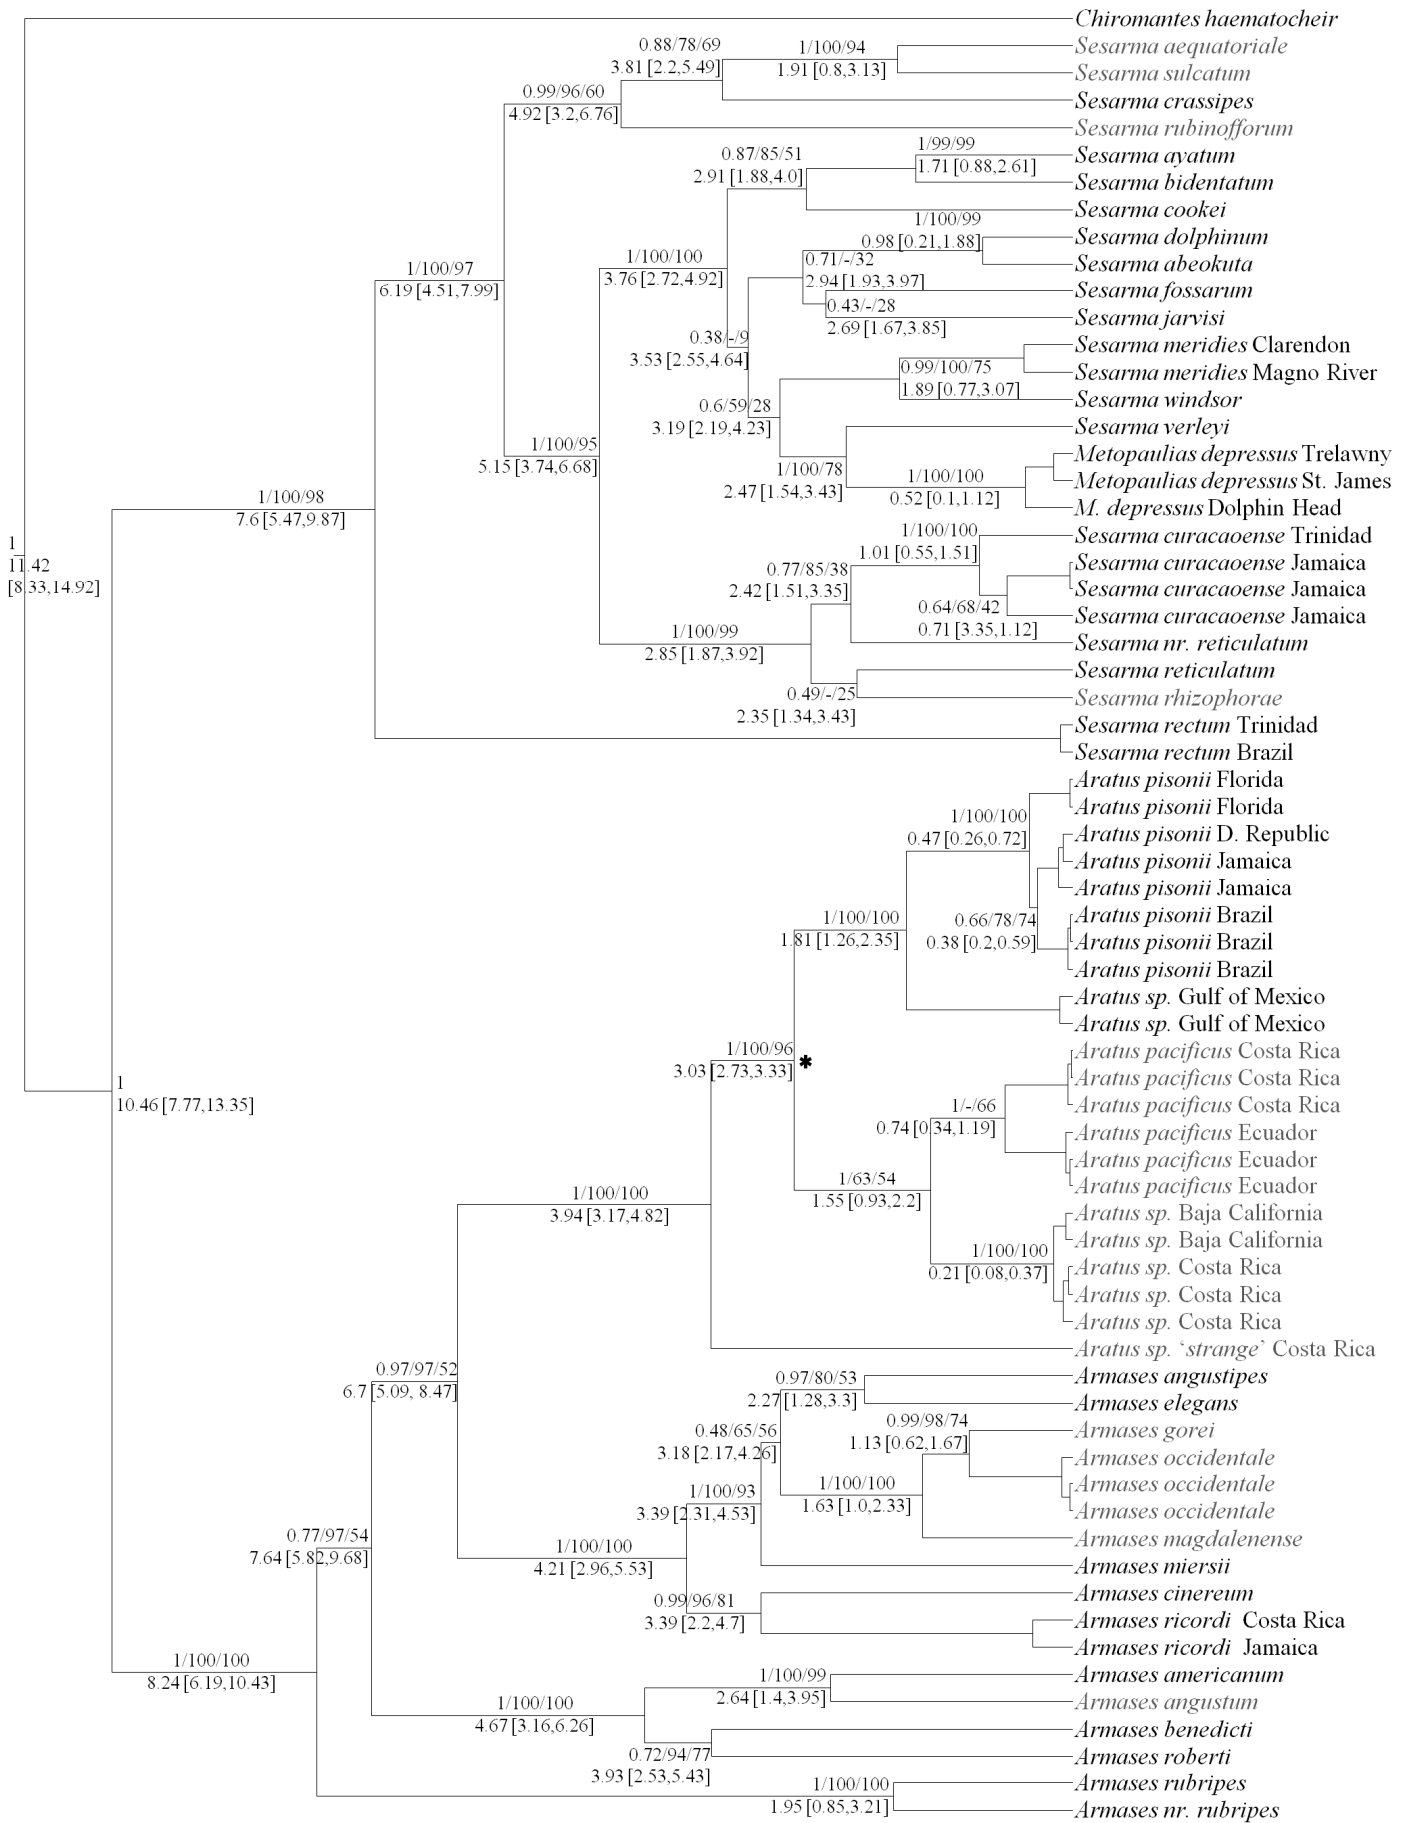 Chiromantes haematocheir
0.88/78/69
1/100/94
Sesarma aequatoriale
3.81 [2.2,5.49]
1.91 [0.8,3.13]
Sesarma sulcatum
0.99/96/60
Sesarma crassipes
4.92 [3.2,6.76]
Sesarma rubinofforum
0.87/85/51
1/99/99
Sesarma ayatum
2.91 [1.88,4.0]
1.71 [0.88,2.61]
Sesarma bidentatum
Sesarma cookei
1/100/99
Sesarma dolphinum
0.98 [0.21,1.88]
1/100/100
0.71/-/32
Sesarma abeokuta
1/100/97
3.76 [2.72,4.92]
2.94 [1.93,3.97]
6.19 [4.51,7.99]
Sesarma fossarum
0.43/-/28
Sesarma jarvisi
2.69 [1.67,3.85]
0.38/-/9
Sesarma meridies Clarendon
3.53 [2.55,4.64]
0.99/100/75
Sesarma meridies Magno River
1.89 [0.77,3.07]
Sesarma windsor
0.6/59/28
3.19 [2.19,4.23]
Sesarma verleyi
1/100/95
Metopaulias depressus Trelawny
5.15 [3.74,6.68]
1/100/78
1/100/100
Metopaulias depressus St. James
2.47 [1.54,3.43]
0.52 [0.1,1.12]
1/100/98
M. depressus Dolphin Head
7.6 [5.47,9.87]
1/100/100
Sesarma curacaoense Trinidad
1
1.01 [0.55,1.51]
11.42
0.77/85/38
Sesarma curacaoense Jamaica
[8.33,14.92]
2.42 [1.51,3.35]
Sesarma curacaoense Jamaica
0.64/68/42
Sesarma curacaoense Jamaica
0.71 [3.35,1.12]
1/100/99
Sesarma nr. reticulatum
2.85 [1.87,3.92]
Sesarma reticulatum
0.49/-/25
Sesarma rhizophorae
2.35 [1.34,3.43]
Sesarma rectum Trinidad
Sesarma rectum Brazil
Aratus pisonii Florida
Aratus pisonii Florida
1/100/100
0.47 [0.26,0.72]
Aratus pisonii D. Republic
Aratus pisonii Jamaica
Aratus pisonii Jamaica
1/100/100
0.66/78/74
Aratus pisonii Brazil
1.81 [1.26,2.35]
0.38 [0.2,0.59]
Aratus pisonii Brazil
Aratus pisonii Brazil
Aratus sp. Gulf of Mexico
Aratus sp. Gulf of Mexico
1/100/96
✱
Aratus pacificus Costa Rica
3.03 [2.73,3.33]
Aratus pacificus Costa Rica
1
1/-/66
Aratus pacificus Costa Rica
10.46 [7.77,13.35]
0.74 [0.34,1.19]
Aratus pacificus Ecuador
Aratus pacificus Ecuador
1/63/54
Aratus pacificus Ecuador
1/100/100
1.55 [0.93,2.2]
3.94 [3.17,4.82]
Aratus sp. Baja California
Aratus sp. Baja California
1/100/100
Aratus sp. Costa Rica
0.21 [0.08,0.37]
Aratus sp. Costa Rica
Aratus sp. Costa Rica
Aratus sp. ‘strange’ Costa Rica
0.97/97/52
0.97/80/53
Armases angustipes
6.7 [5.09, 8.47]
2.27 [1.28,3.3]
Armases elegans
0.99/98/74
0.48/65/56
Armases gorei
3.18 [2.17,4.26]
1.13 [0.62,1.67]
Armases occidentale
1/100/93
1/100/100
Armases occidentale
3.39 [2.31,4.53]
1.63 [1.0,2.33]
Armases occidentale
0.77/97/54
Armases magdalenense
7.64 [5.82,9.68]
1/100/100
4.21 [2.96,5.53]
Armases miersii
0.99/96/81
Armases cinereum
3.39 [2.2,4.7]
Armases ricordi Costa Rica
Armases ricordi Jamaica
1/100/100
8.24 [6.19,10.43]
1/100/99
Armases americanum
1/100/100
2.64 [1.4,3.95]
Armases angustum
4.67 [3.16,6.26]
Armases benedicti
0.72/94/77
Armases roberti
3.93 [2.53,5.43]
1/100/100
Armases rubripes
1.95 [0.85,3.21]
Armases nr. rubripes